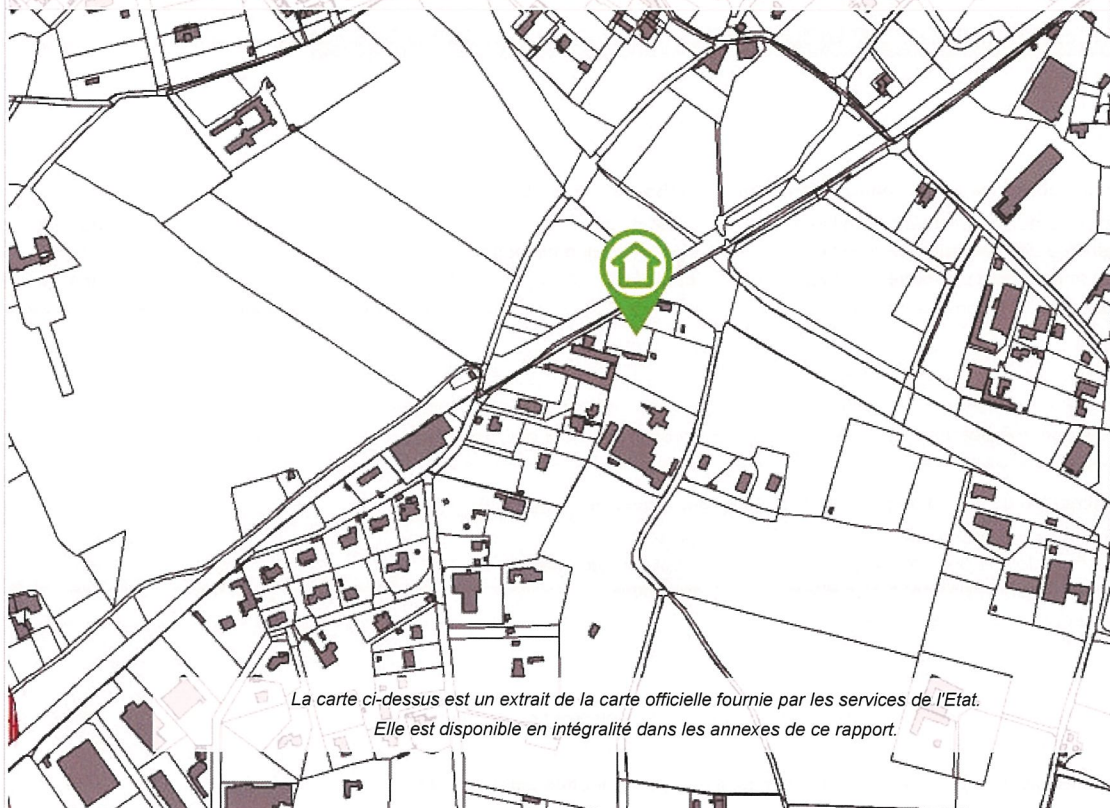 La carte ci-dessus est un extrait de la carte officielle fournie par les services de l'Etat.
Elle est disponible en intégralité dans les annexes de ce rapport.